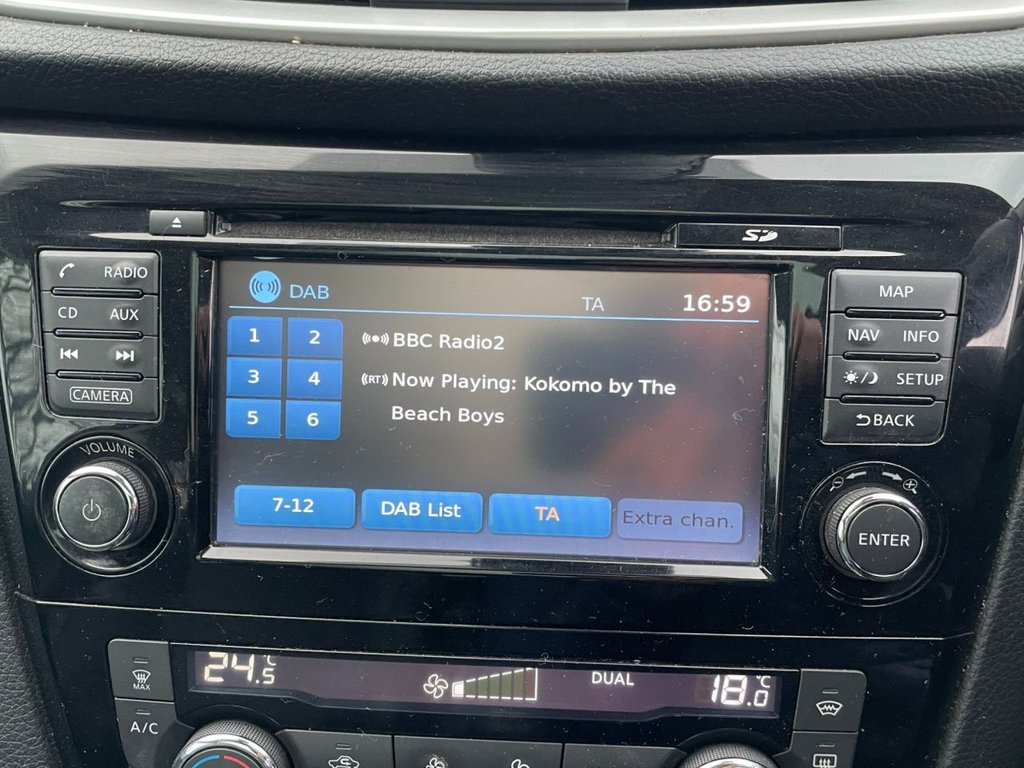 SD
RADIO
CD AUX
CAMERA
VOLUME
DAB
TA
16:59
1 2
3 4
5 6
BBC Radio2
(RT) Now Playing: Kokomo by The
Beach Boys
7-12
DAB List
TA
Extra chan.
MAP
NAV INFO
SETUP
BACK
ENTER
MAX
A/C
24.5°C
DUAL
18.0°C